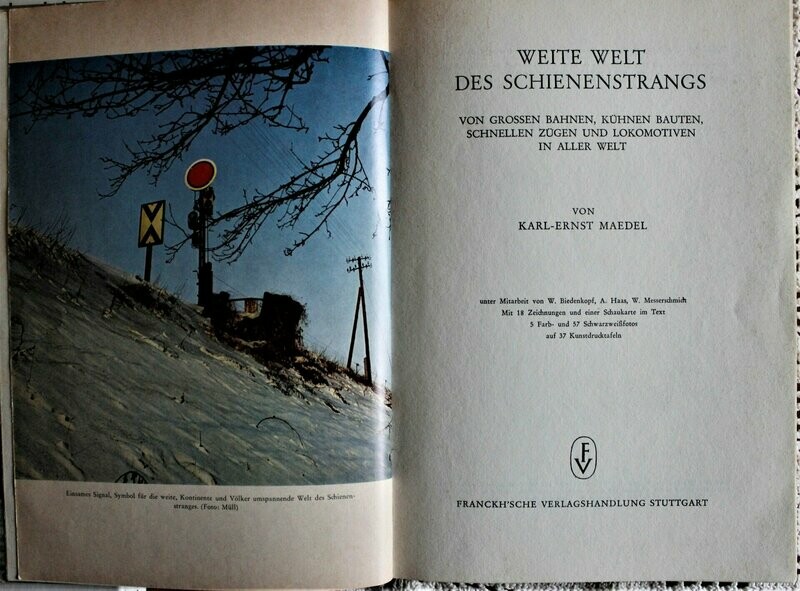 Einsames Signal, Symbol für die weite, Kontinente und Völker umspannende Welt des Schienen-
stranges. (Foto: Müll)
WEITE WELT
DES SCHIENENSTRANGS
VON GROSSEN BAHNEN, KÜHNEN BAUTEN,
SCHNELLEN ZÜGEN UND LOKOMOTIVEN
IN ALLER WELT
VON
KARL-ERNST MAEDEL
unter Mitarbeit von W. Biedenkopf, A. Haas, W. Messerschmidt
Mit 18 Zeichnungen und einer Schaukarte im Text
5 Farb- und 57 Schwarzweißfotos
auf 37 Kunstdrucktafeln
FV
FRANCKH'SCHE VERLAGSHANDLUNG STUTTGART